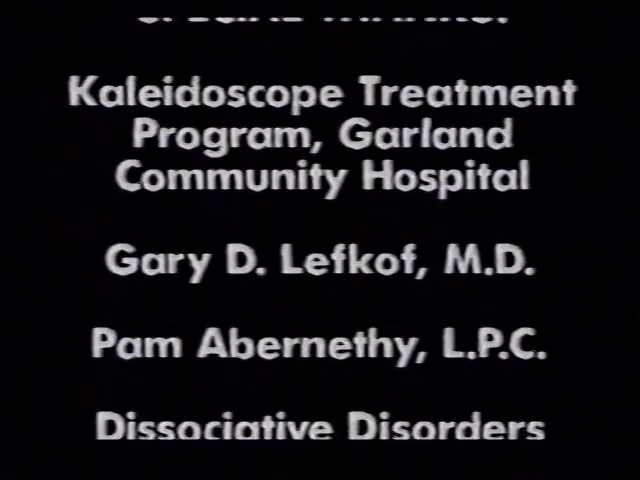 Kaleidoscope Treatment
Program, Garland
Community Hospital
Gary D. Lefkof, M.D.
Pam Abernethy, L.P.C.
Dissociative Disorders